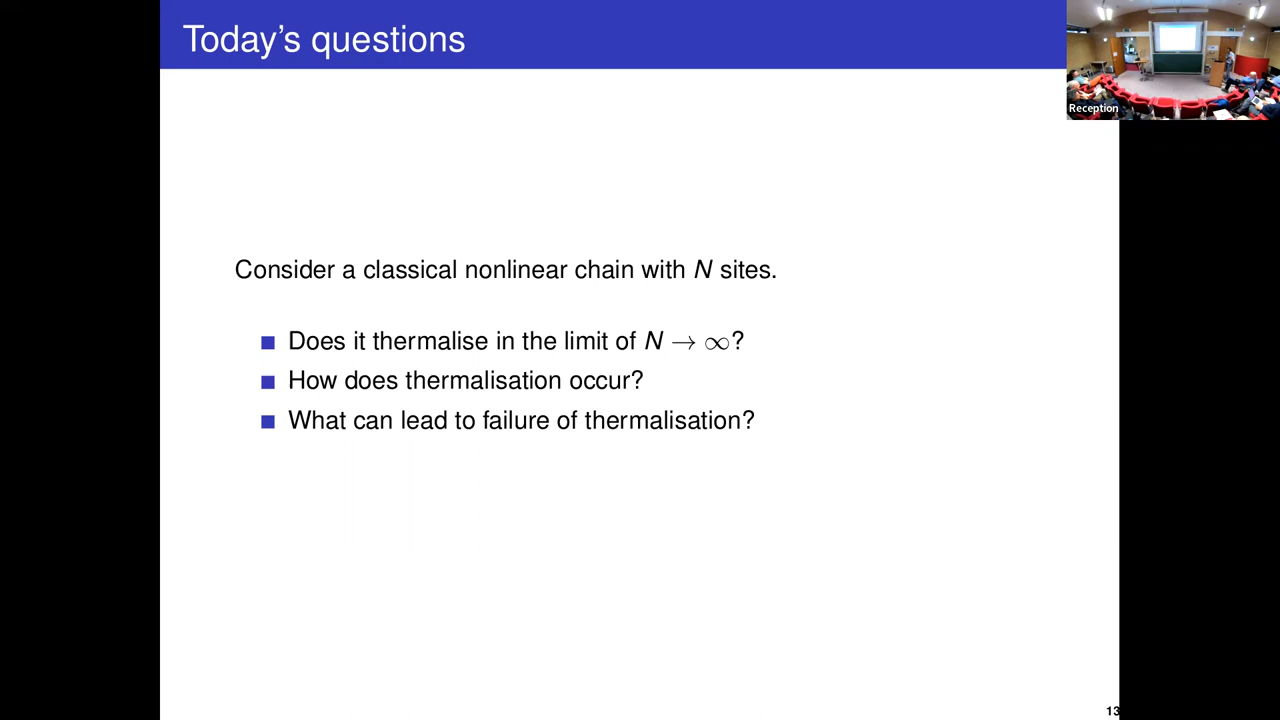 Today's questions
Reception
Consider a classical nonlinear chain with N sites.
Does it thermalise in the limit of N → ∞?
How does thermalisation occur?
What can lead to failure of thermalisation?
13